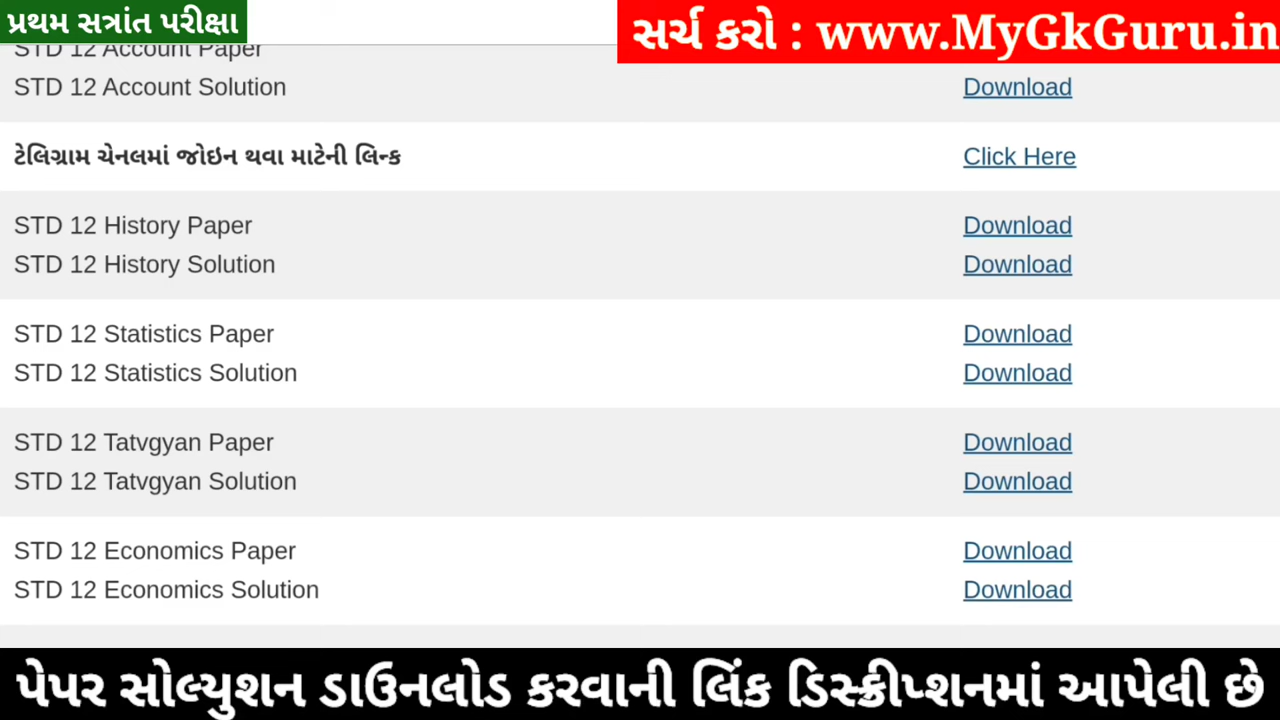 પ્રથમ સત્રાંત પરીક્ષા
સર્ચ કરો : www.MyGkGuru.in
STD 12 Account Paper
STD 12 Account Solution Download
ટેલિગ્રામ ચેનલમાં જોઇન થવા માટેની લિન્ક Click Here
STD 12 History Paper Download
STD 12 History Solution Download
STD 12 Statistics Paper Download
STD 12 Statistics Solution Download
STD 12 Tatvgyan Paper Download
STD 12 Tatvgyan Solution Download
STD 12 Economics Paper Download
STD 12 Economics Solution Download
પેપર સોલ્યુશન ડાઉનલોડ કરવાની લિંક ડિસ્ક્રીપ્શનમાં આપેલી છે